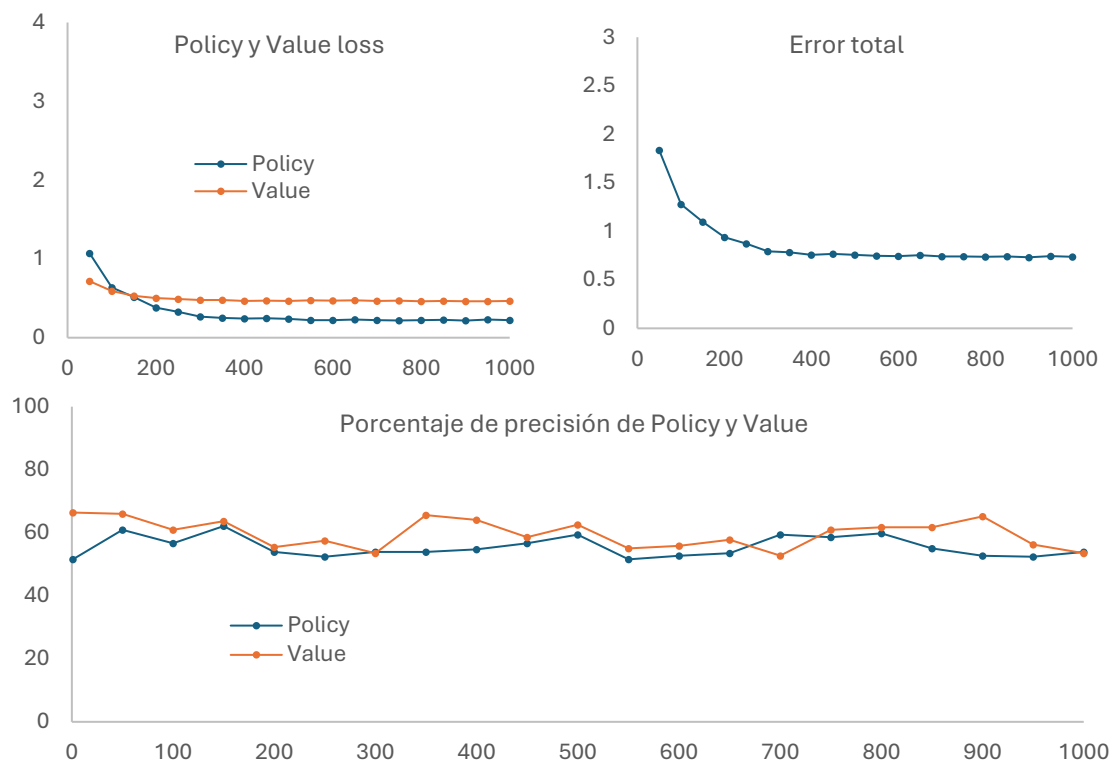 Policy y Value loss
4
3
2
1
0
Policy
Value
0 200 400 600 800 1000
Error total
3
2.5
2
1.5
1
0.5
0
0 200 400 600 800 1000
Porcentaje de precisión de Policy y Value
100
80
60
40
20
0
Policy
Value
0 100 200 300 400 500 600 700 800 900 1000